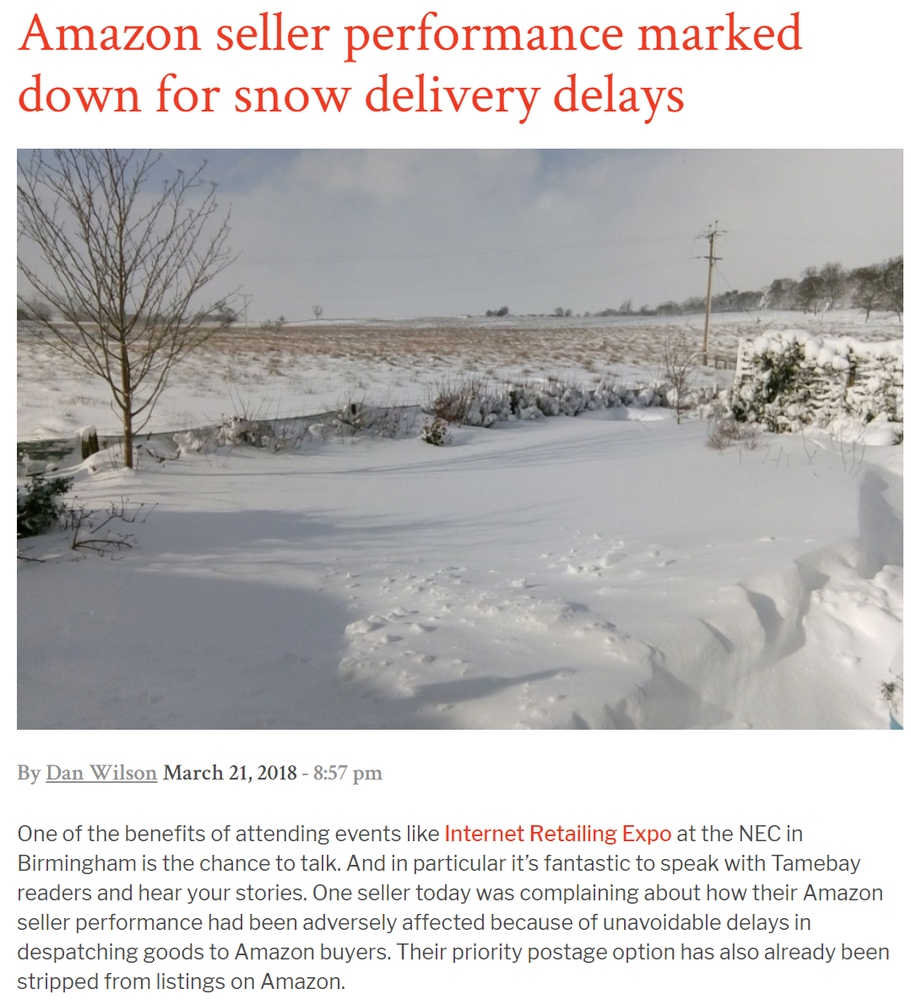 Amazon seller performance marked
down for snow delivery delays
By Dan Wilson March 21, 2018 - 8:57 pm
One of the benefits of attending events like Internet Retailing Expo at the NEC in
Birmingham is the chance to talk. And in particular it’s fantastic to speak with Tamebay
readers and hear your stories. One seller today was complaining about how their Amazon
seller performance had been adversely affected because of unavoidable delays in
despatching goods to Amazon buyers. Their priority postage option has also already been
stripped from listings on Amazon.